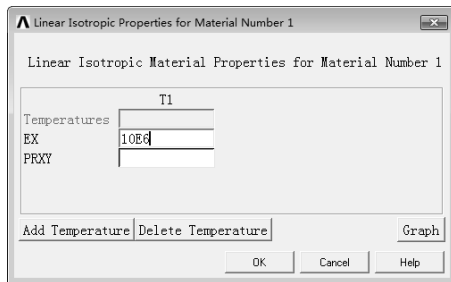 Linear Isotropic Properties for Material Number 1
Linear Isotropic Material Properties for Material Number 1
T1
Temperatures
EX 10E6
PRXY
Add Temperature Delete Temperature Graph
OK Cancel Help